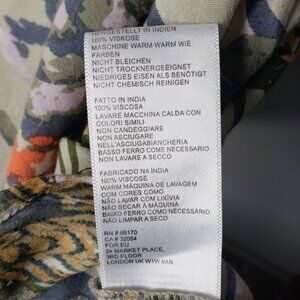 HERGESTELLT IN INDIEN
100% VISKOSE
MASCHINE WARM WARM WIE
FARBEN
NICHT BLEICHEN
NICHT TROCKNERGEEIGNET
NIEDRIGES EISEN ALS BENÖTIGT
NICHT CHEMISCH REINIGEN
FATTO IN INDIA
100% VISCOSA
LAVARE MACCHINA CALDA CON
COLORI SIMILI
NON CANDEGGIARE
NON ASCIUGARE
NELL'ASCIUGABIANCHERIA
BASSO FERRO COME NECESSARIO
NON LAVARE A SECCO
FABRICADO NA ÍNDIA
100% VISCOSE
WARM MÁQUINA DE LAVAGEM
COM CORES COMO
NÃO LAVAR COM LIXÍVIA
NÃO SECAR À MÁQUINA
BAIXO FERRO COMO NECESSÁRIO
NÃO LIMPAR A SECO
RN # 66170
CA # 32054
FOR EU
24 MARKET PLACE,
3RD FLOOR
LONDON UK W1W 8AN